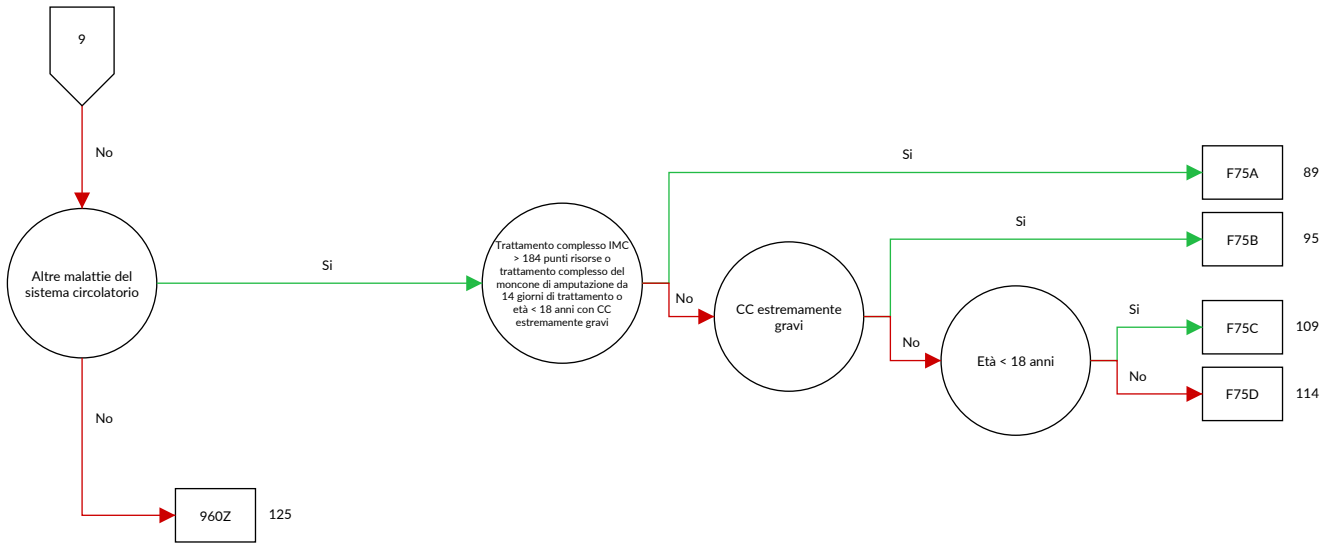 9
No
Altre malattie del
sistema circolatorio
Si
Trattamento complesso IMC
> 184 punti risorse o
trattamento complesso del
moncone di amputazione da
14 giorni di trattamento o
età < 18 anni con CC
estremamente gravi
Si
F75A
89
No
CC estremamente
gravi
Si
F75B
95
No
Età < 18 anni
Si
F75C
109
No
F75D
114
No
960Z
125